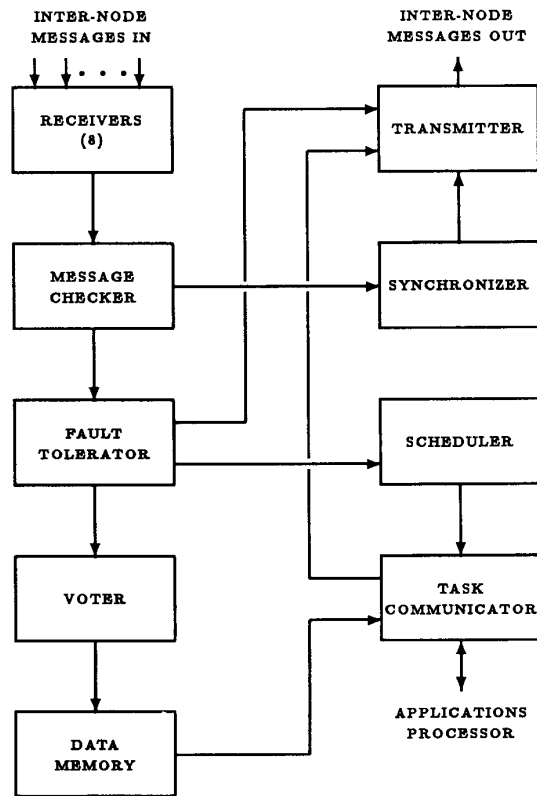 INTER-NODE
MESSAGES IN
INTER-NODE
MESSAGES OUT
RECEIVERS
(8)
TRANSMITTER
MESSAGE
CHECKER
SYNCHRONIZER
FAULT
TOLERATOR
SCHEDULER
VOTER
TASK
COMMUNICATOR
DATA
MEMORY
APPLICATIONS
PROCESSOR